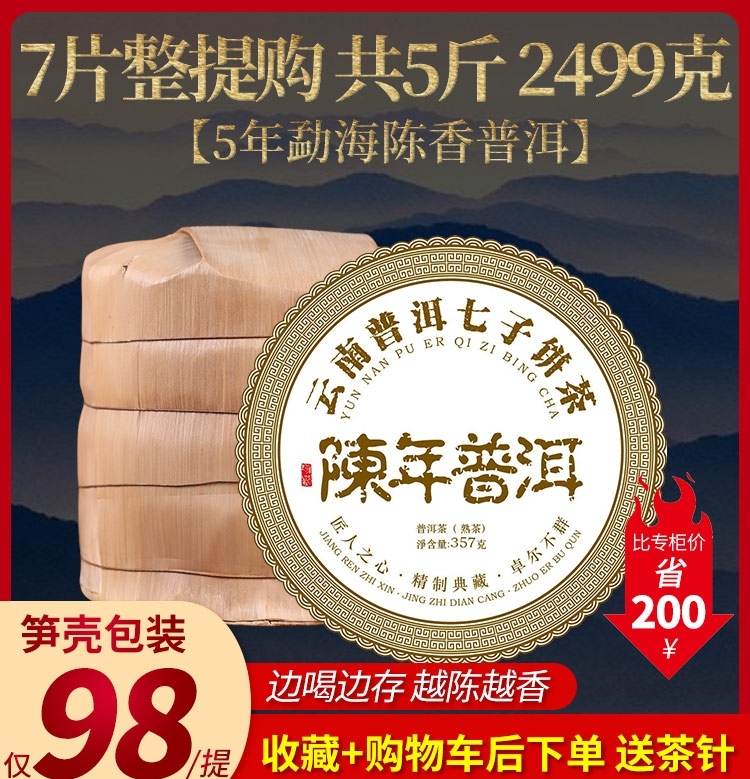 7片整提购 共5斤 2499克
【5年勐海陈香普洱】
云南普洱七子饼茶
YUN NAN PU ER QI ZI BING CHA
陳年普洱
普洱茶（熟茶）
淨含量:357克
匠人之心·精制典藏·卓尔不群
JIANG REN ZHI XIN·JING ZHI DIAN CANG·ZHUO ER BU QUN
比专柜价
省
200
¥
笋壳包装
仅98/提
边喝边存 越陈越香
收藏+购物车后下单 送茶针